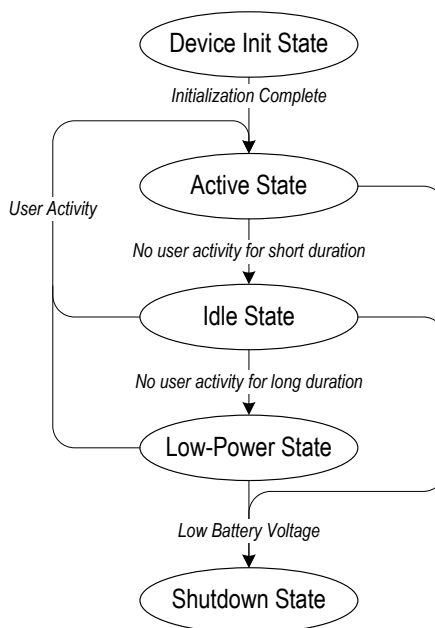 Device Init State
Initialization Complete
Active State
User Activity
No user activity for short duration
Idle State
No user activity for long duration
Low-Power State
Low Battery Voltage
Shutdown State